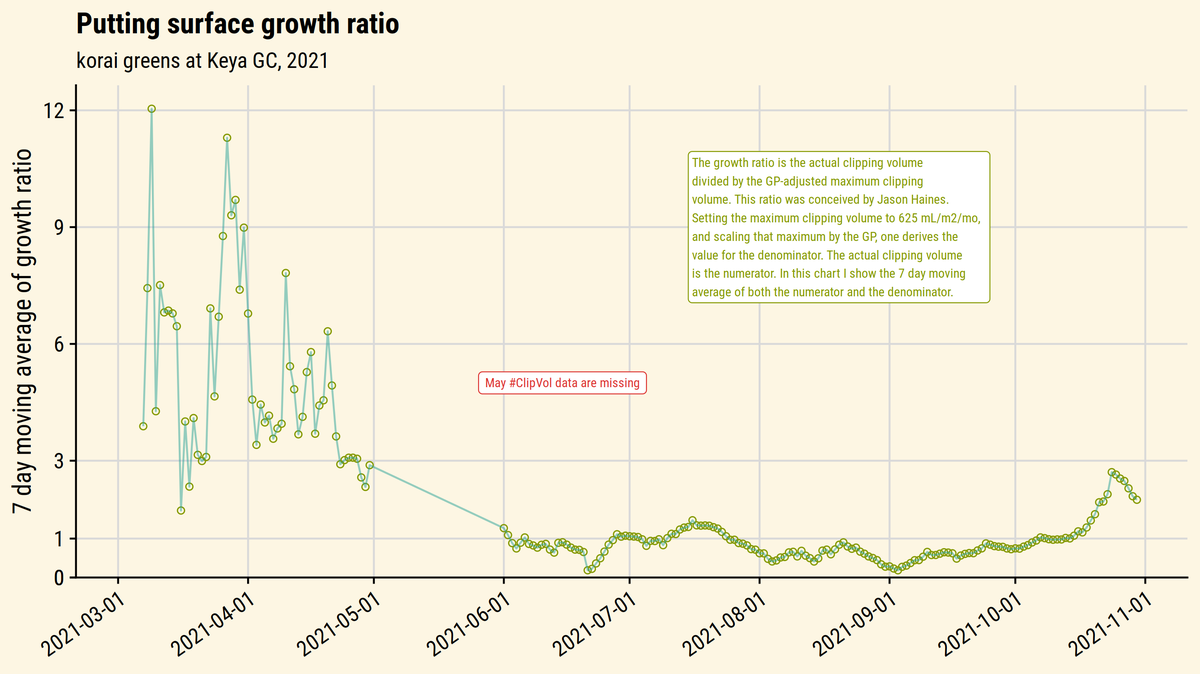 Putting surface growth ratio
korai greens at Keya GC, 2021
7 day moving average of growth ratio
12
9
6
3
1
0
The growth ratio is the actual clipping volume
divided by the GP-adjusted maximum clipping
volume. This ratio was conceived by Jason Haines.
Setting the maximum clipping volume to 625 mL/m2/mo,
and scaling that maximum by the GP, one derives the
value for the denominator. The actual clipping volume
is the numerator. In this chart I show the 7 day moving
average of both the numerator and the denominator.
May #ClipVol data are missing
2021-03-01
2021-04-01
2021-05-01
2021-06-01
2021-07-01
2021-08-01
2021-09-01
2021-10-01
2021-11-01